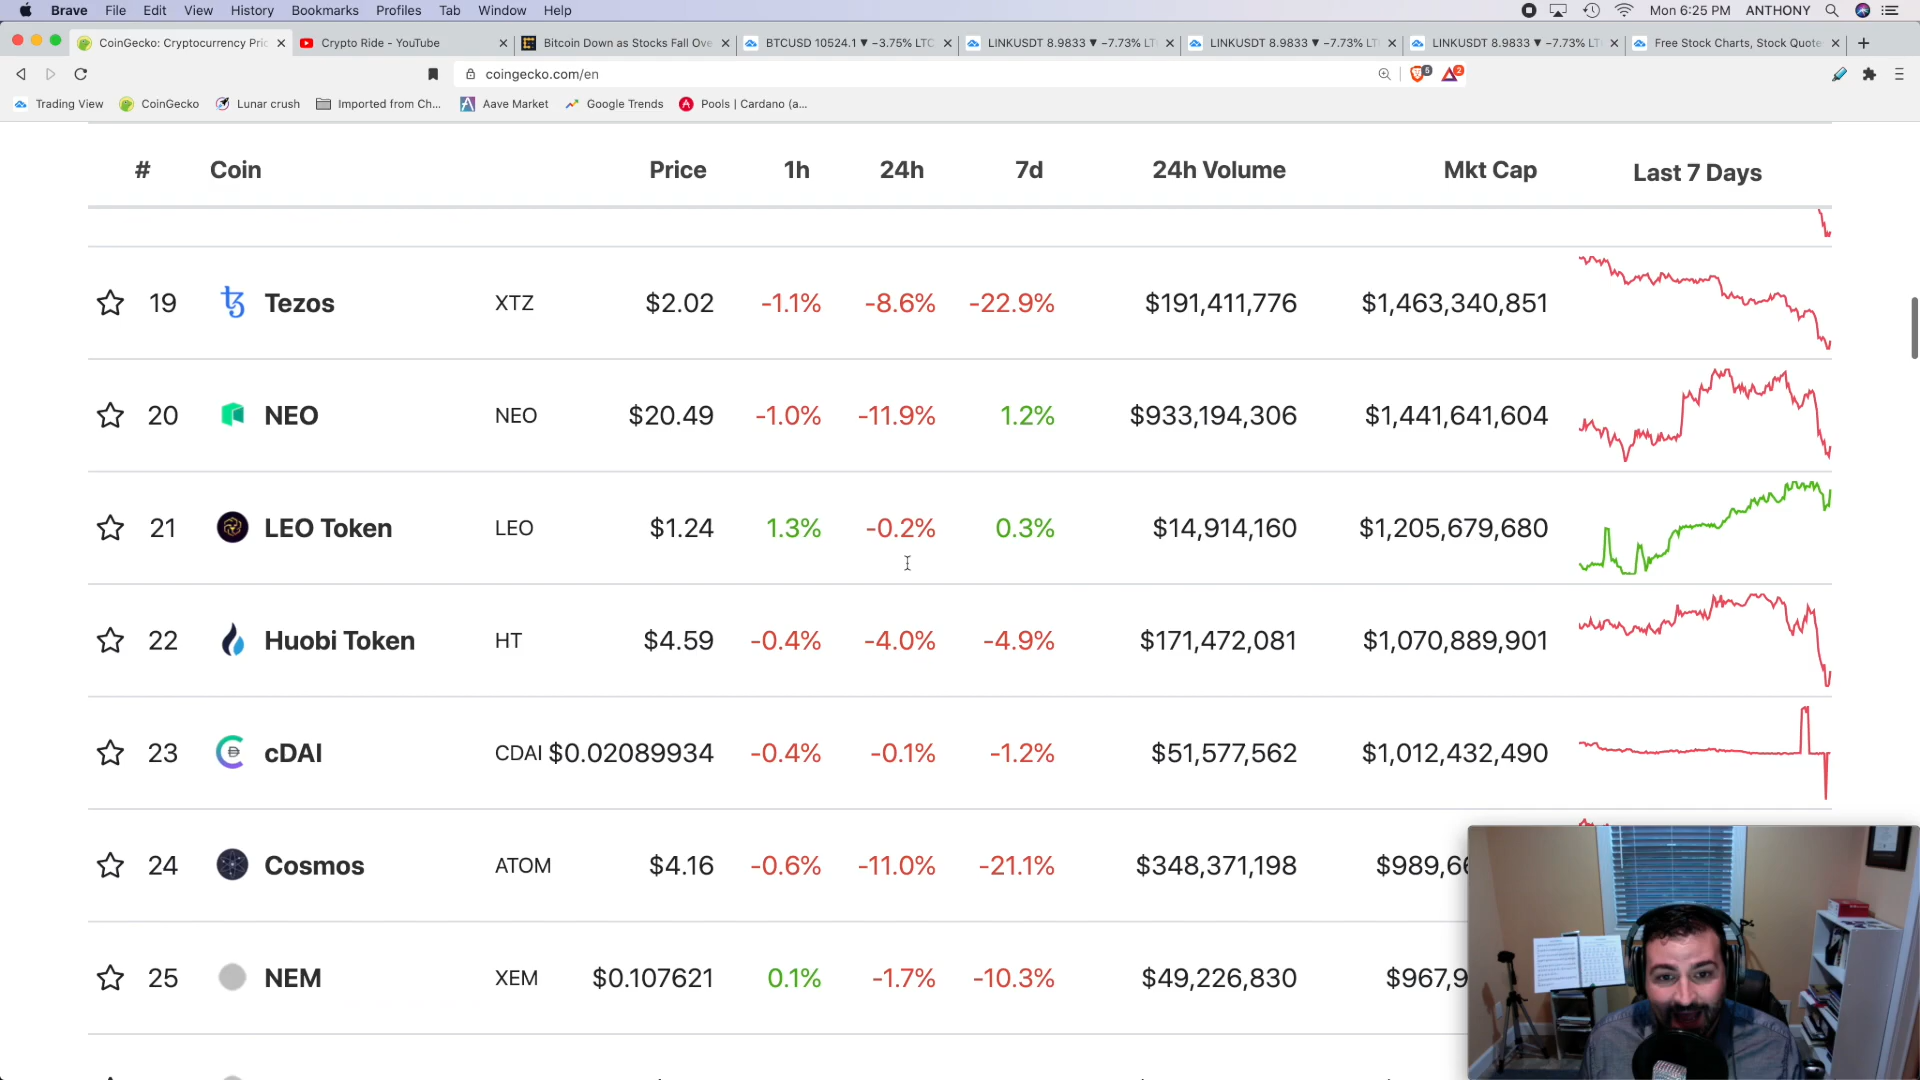 Brave File Edit View History Bookmarks Profiles Tab Window Help Mon 6:25 PM ANTHONY
CoinGecko: Cryptocurrency Pric Crypto Ride - YouTube Bitcoin Down as Stocks Fall Ove BTCUSD 10524.1 ▼ −3.75% LTC LINKUSDT 8.9833 ▼ −7.73% LT LINKUSDT 8.9833 ▼ −7.73% LT LINKUSDT 8.9833 ▼ −7.73% LT Free Stock Charts, Stock Quote
coingecko.com/en 6 2
Trading View CoinGecko Lunar crush Imported from Ch... Aave Market Google Trends Pools | Cardano (a...
# Coin Price 1h 24h 7d 24h Volume Mkt Cap Last 7 Days
19 Tezos XTZ $2.02 -1.1% -8.6% -22.9% $191,411,776 $1,463,340,851
20 NEO NEO $20.49 -1.0% -11.9% 1.2% $933,194,306 $1,441,641,604
21 LEO Token LEO $1.24 1.3% -0.2% 0.3% $14,914,160 $1,205,679,680
22 Huobi Token HT $4.59 -0.4% -4.0% -4.9% $171,472,081 $1,070,889,901
23 cDAI CDAI $0.02089934 -0.4% -0.1% -1.2% $51,577,562 $1,012,432,490
24 Cosmos ATOM $4.16 -0.6% -11.0% -21.1% $348,371,198 $989,66
25 NEM XEM $0.107621 0.1% -1.7% -10.3% $49,226,830 $967,9